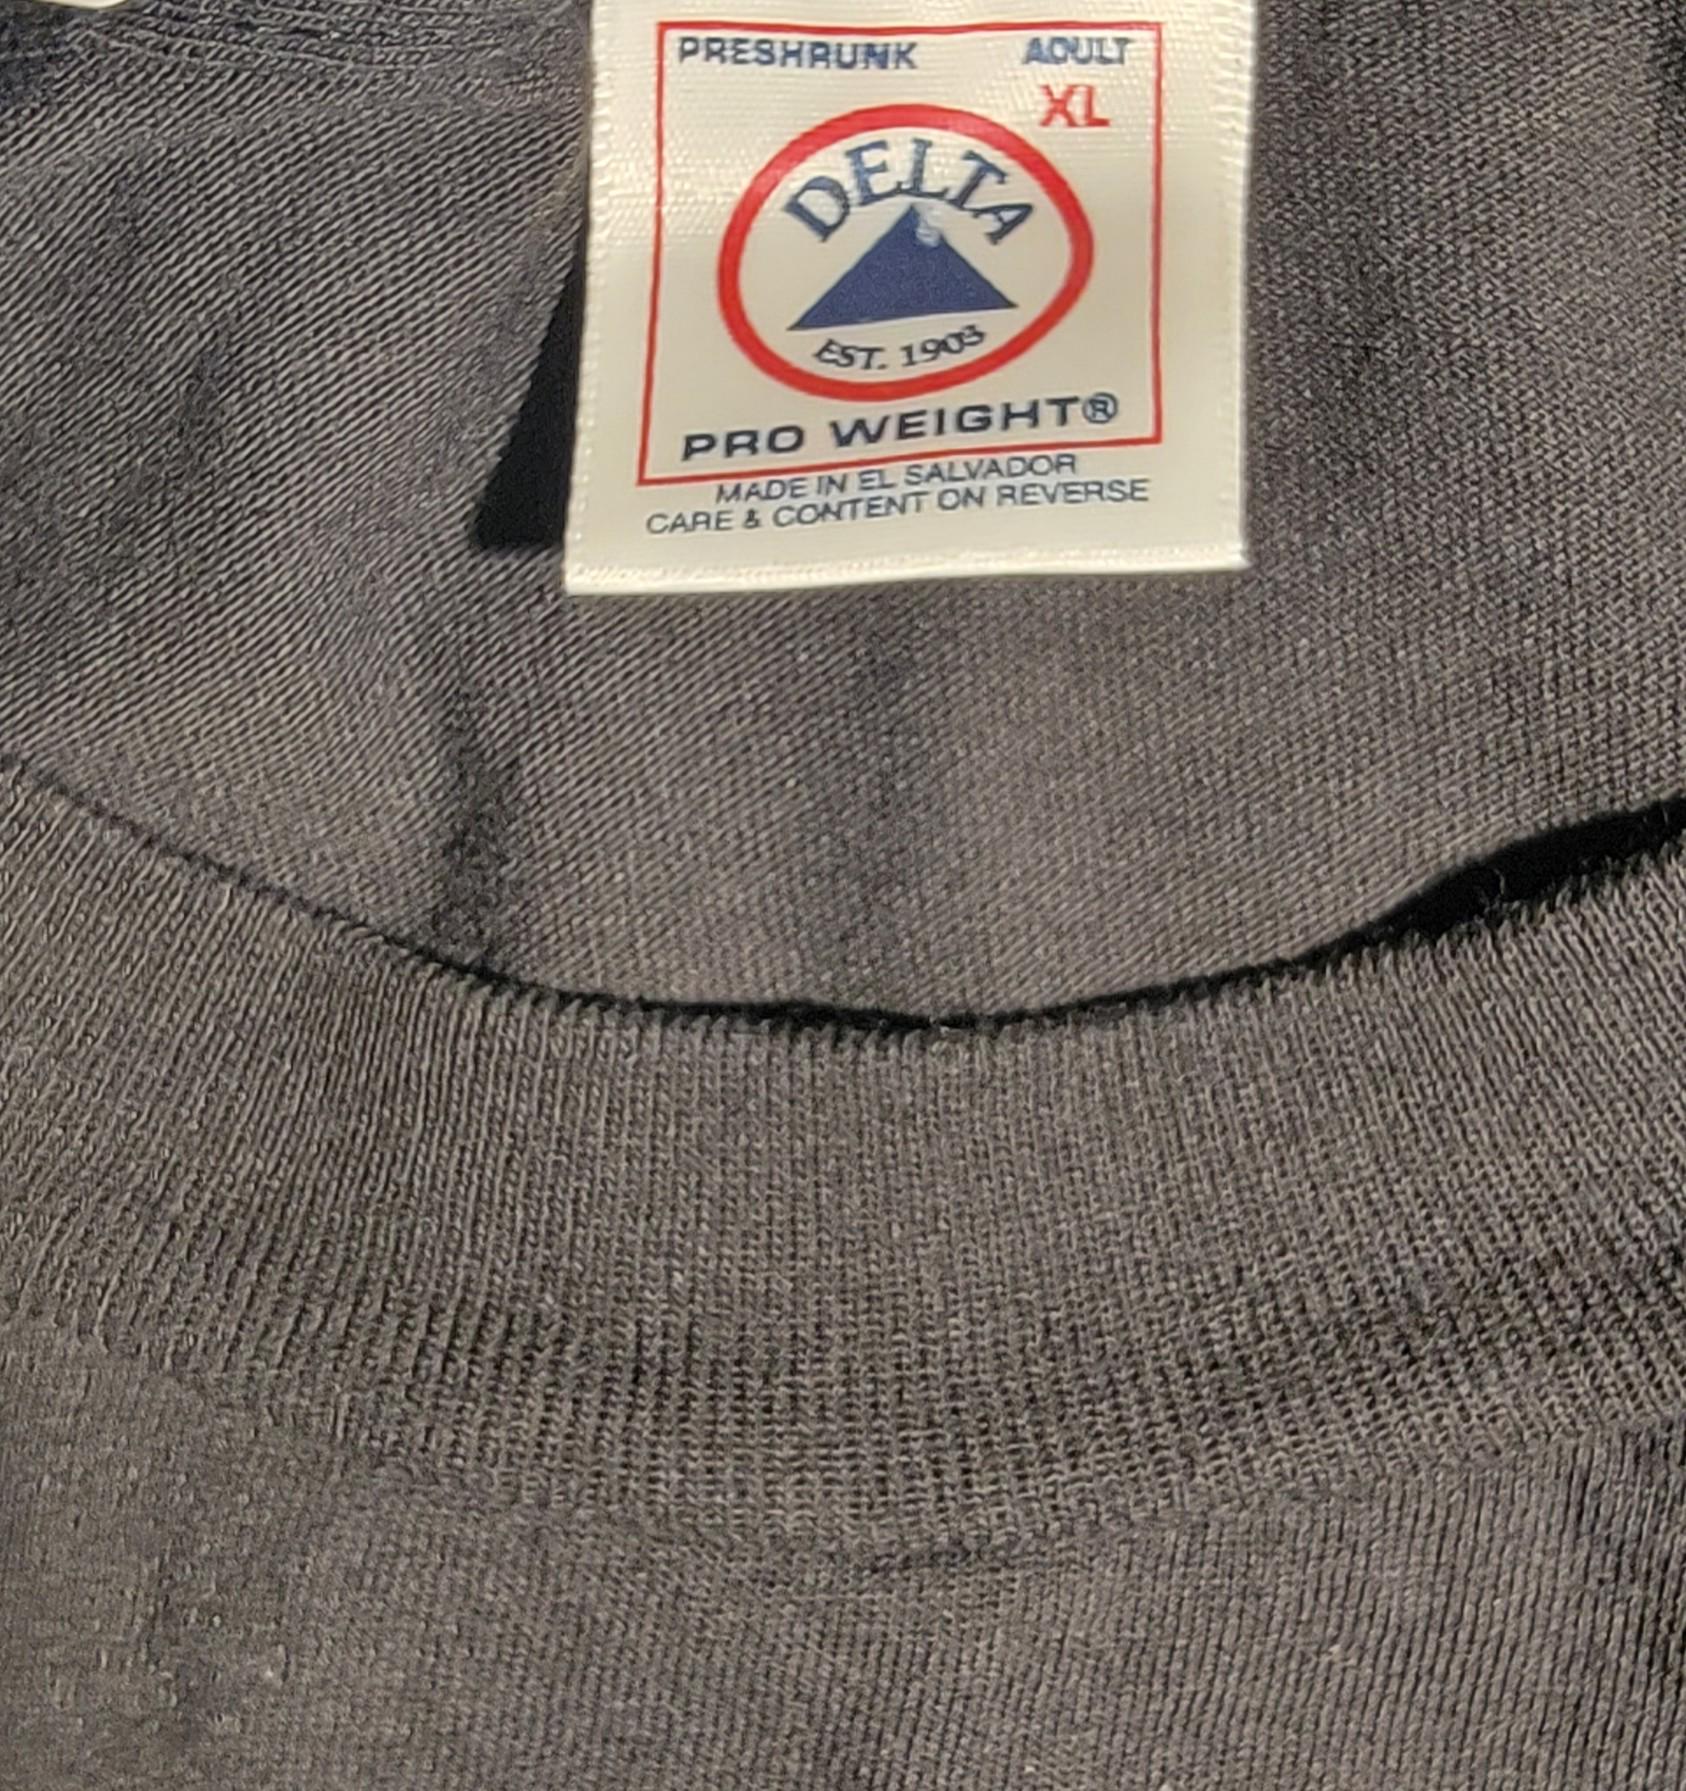 PRESHRUNK ADULT
XL
DELTA
EST. 1903
PRO WEIGHT®
MADE IN EL SALVADOR
CARE & CONTENT ON REVERSE